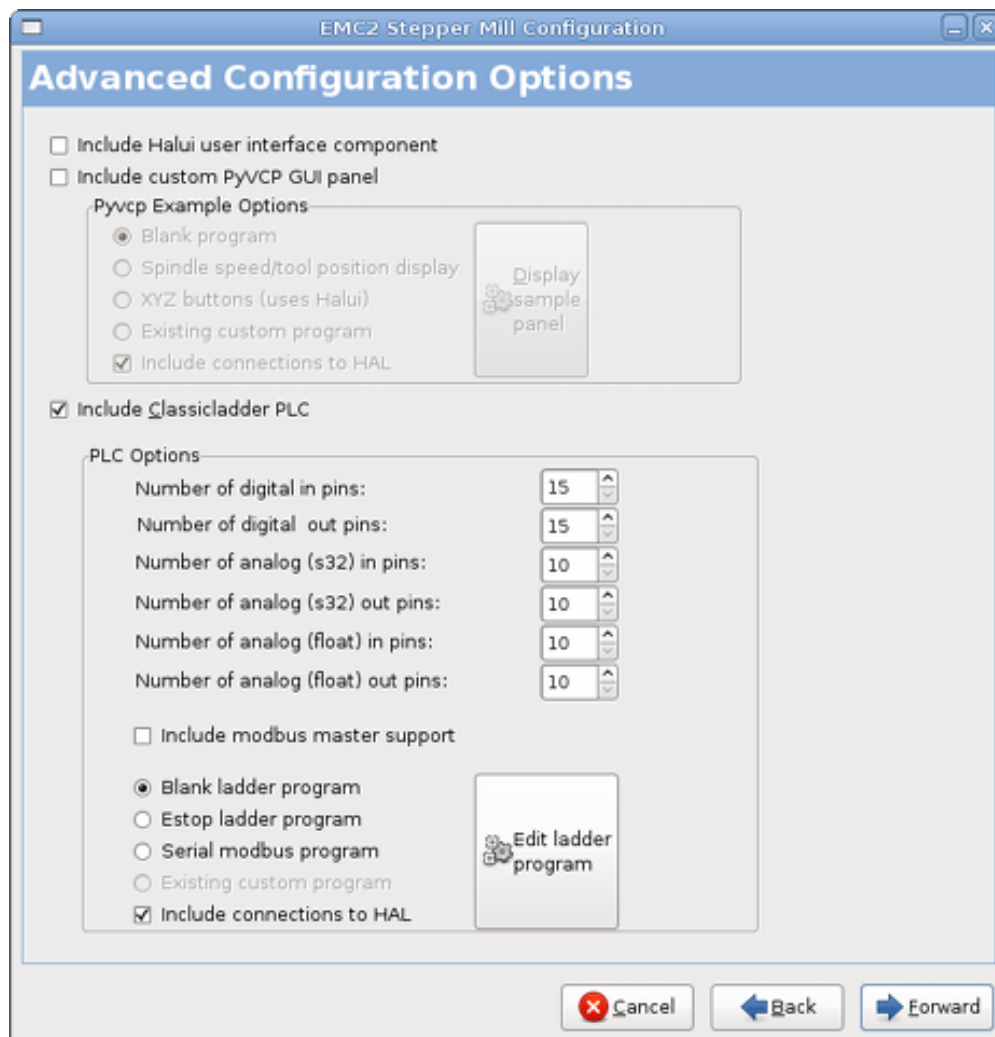 EMC2 Stepper Mill Configuration
Advanced Configuration Options
Include Halui user interface component
Include custom PyVCP GUI panel
Pyvcp Example Options
Blank program
Spindle speed/tool position display
XYZ buttons (uses Halui)
Existing custom program
Include connections to HAL
Display
sample
panel
Include Classicladder PLC
PLC Options
Number of digital in pins: 15
Number of digital out pins: 15
Number of analog (s32) in pins: 10
Number of analog (s32) out pins: 10
Number of analog (float) in pins: 10
Number of analog (float) out pins: 10
Include modbus master support
Blank ladder program
Estop ladder program
Serial modbus program
Existing custom program
Include connections to HAL
Edit ladder
program
Cancel Back Forward